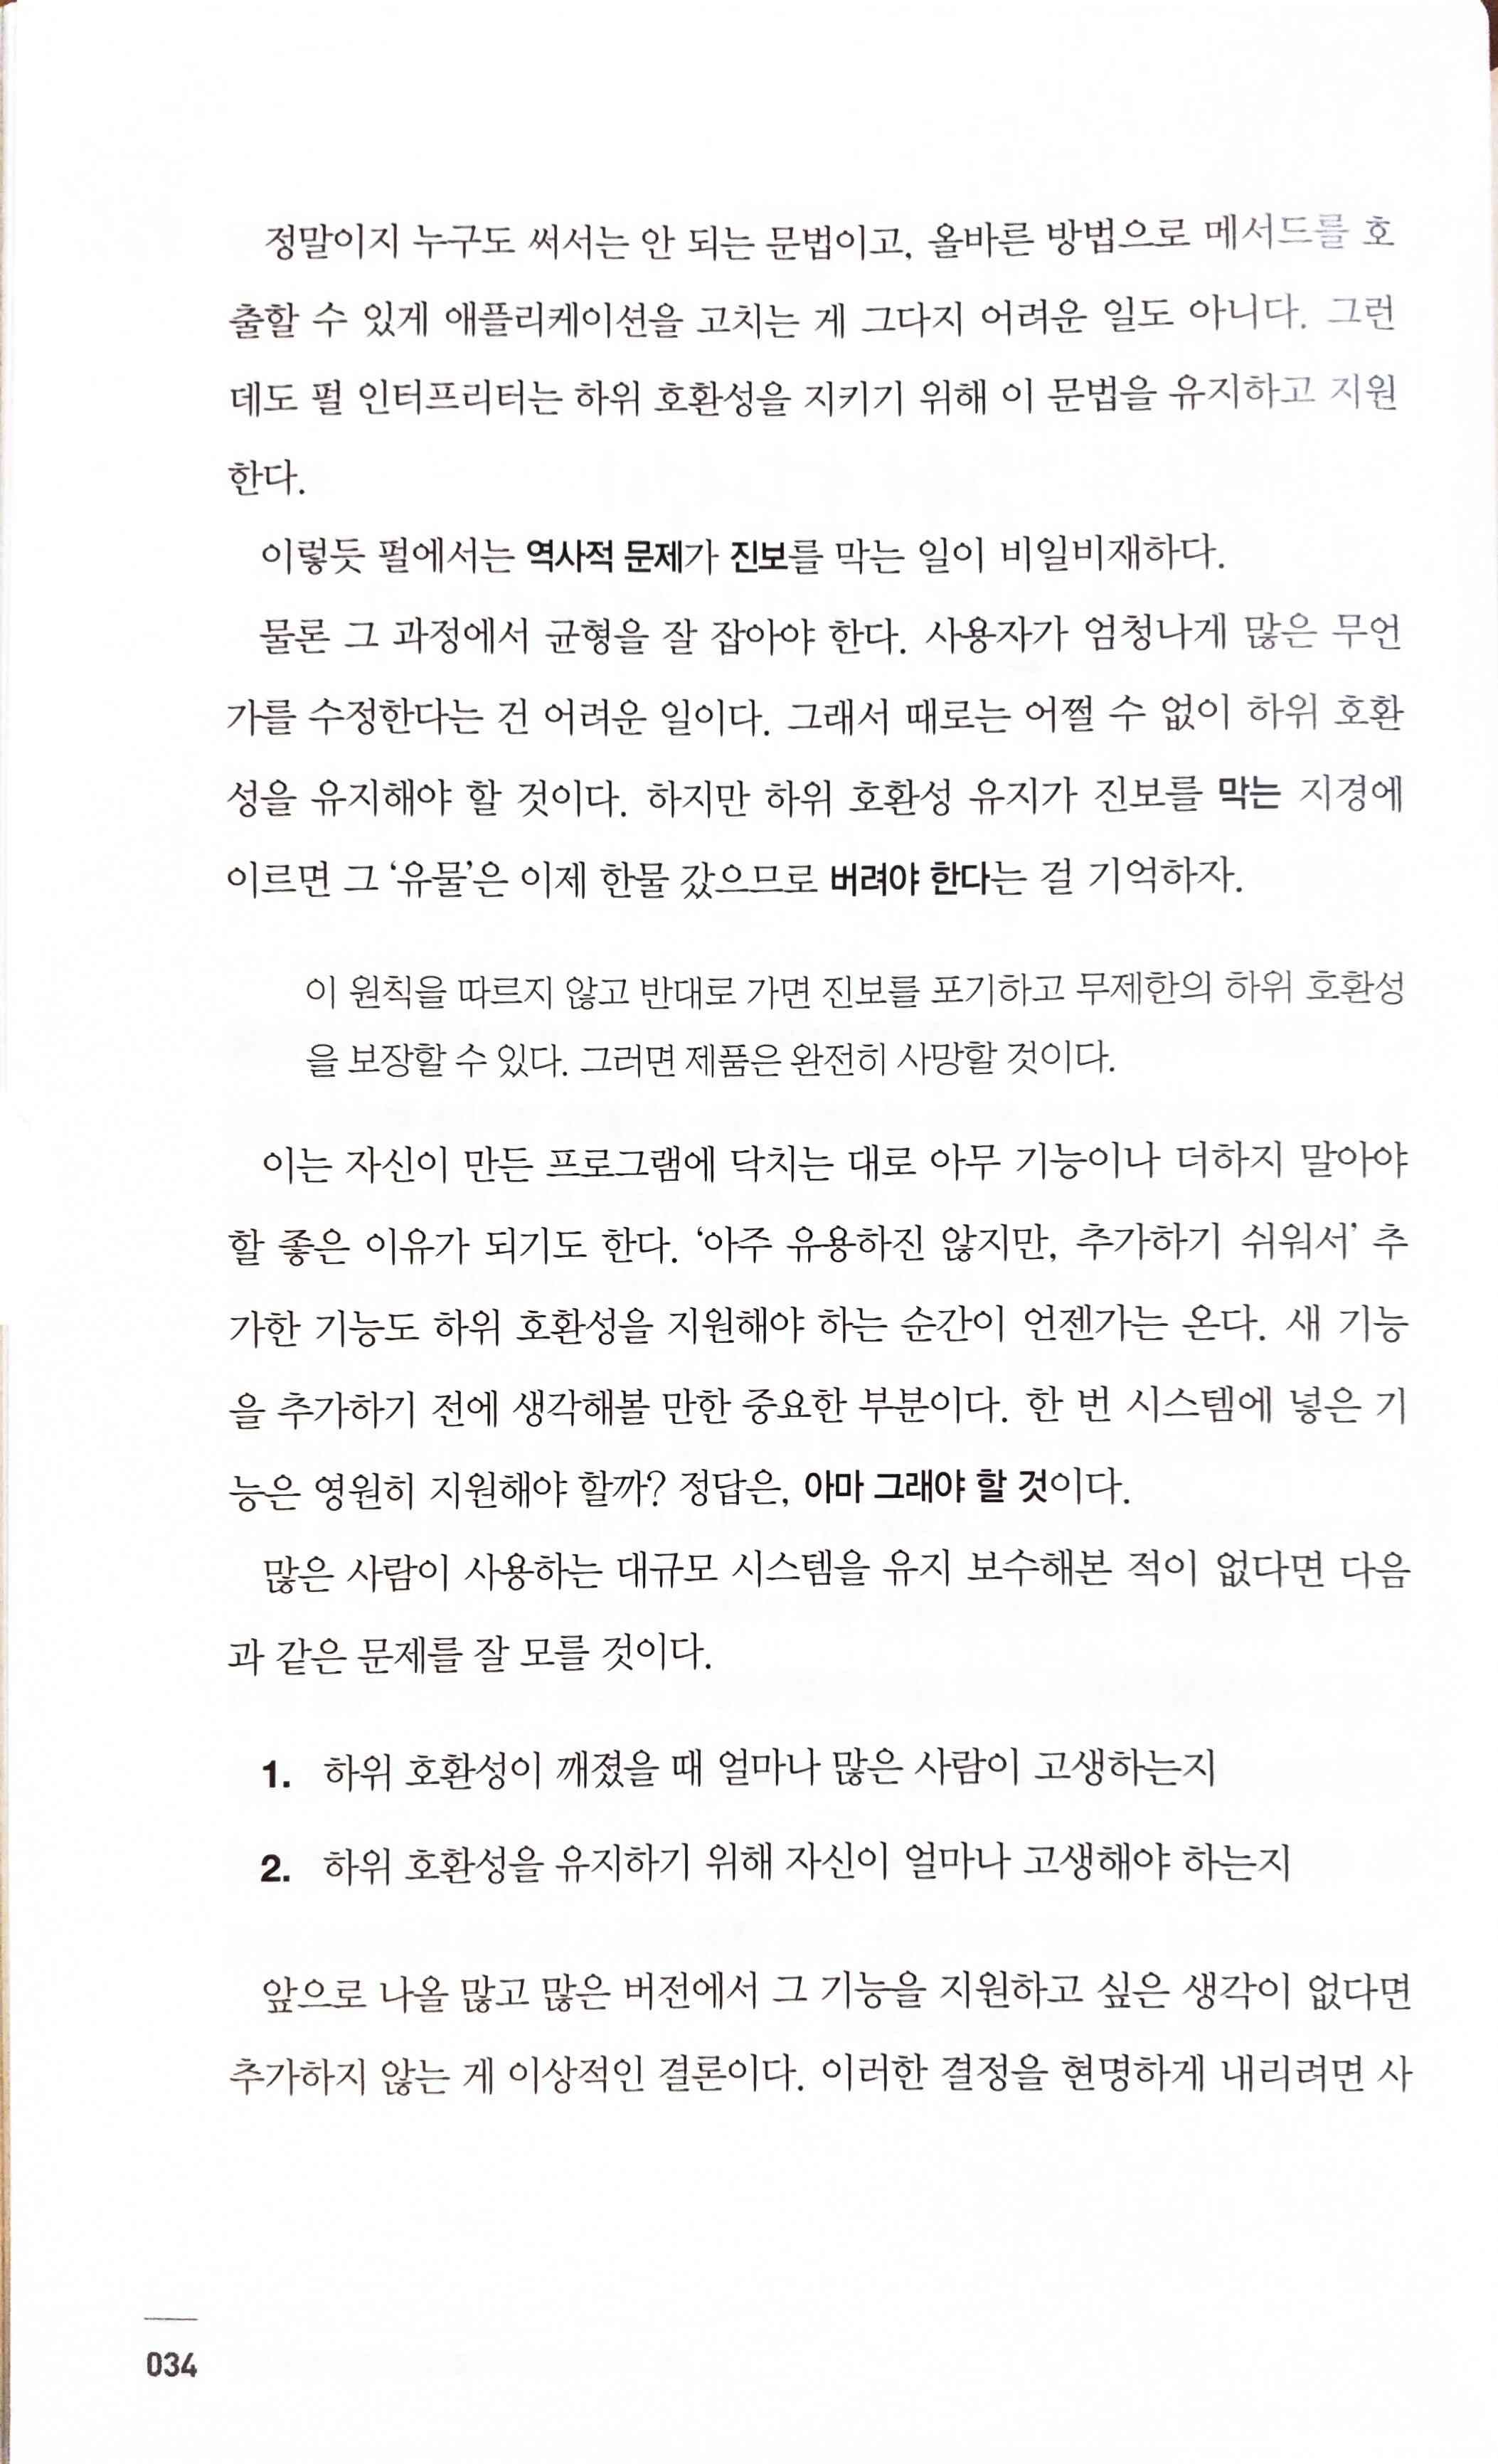 정말이지 누구도 써서는 안 되는 문법이고, 올바른 방법으로 메서드를 호
출할 수 있게 애플리케이션을 고치는 게 그다지 어려운 일도 아니다. 그런
데도 펄 인터프리터는 하위 호환성을 지키기 위해 이 문법을 유지하고 지원
한다.
이렇듯 펄에서는 역사적 문제가 진보를 막는 일이 비일비재하다.
물론 그 과정에서 균형을 잘 잡아야 한다. 사용자가 엄청나게 많은 무언
가를 수정한다는 건 어려운 일이다. 그래서 때로는 어쩔 수 없이 하위 호환
성을 유지해야 할 것이다. 하지만 하위 호환성 유지가 진보를 막는 지경에
이르면 그 ‘유물’은 이제 한물 갔으므로 버려야 한다는 걸 기억하자.
이 원칙을 따르지 않고 반대로 가면 진보를 포기하고 무제한의 하위 호환성
을 보장할 수 있다. 그러면 제품은 완전히 사망할 것이다.
이는 자신이 만든 프로그램에 닥치는 대로 아무 기능이나 더하지 말아야
할 좋은 이유가 되기도 한다. ‘아주 유용하진 않지만, 추가하기 쉬워서’ 추
가한 기능도 하위 호환성을 지원해야 하는 순간이 언젠가는 온다. 새 기능
을 추가하기 전에 생각해볼 만한 중요한 부분이다. 한 번 시스템에 넣은 기
능은 영원히 지원해야 할까? 정답은, 아마 그래야 할 것이다.
많은 사람이 사용하는 대규모 시스템을 유지 보수해본 적이 없다면 다음
과 같은 문제를 잘 모를 것이다.
1. 하위 호환성이 깨졌을 때 얼마나 많은 사람이 고생하는지
2. 하위 호환성을 유지하기 위해 자신이 얼마나 고생해야 하는지
앞으로 나올 많고 많은 버전에서 그 기능을 지원하고 싶은 생각이 없다면
추가하지 않는 게 이상적인 결론이다. 이러한 결정을 현명하게 내리려면 사
034